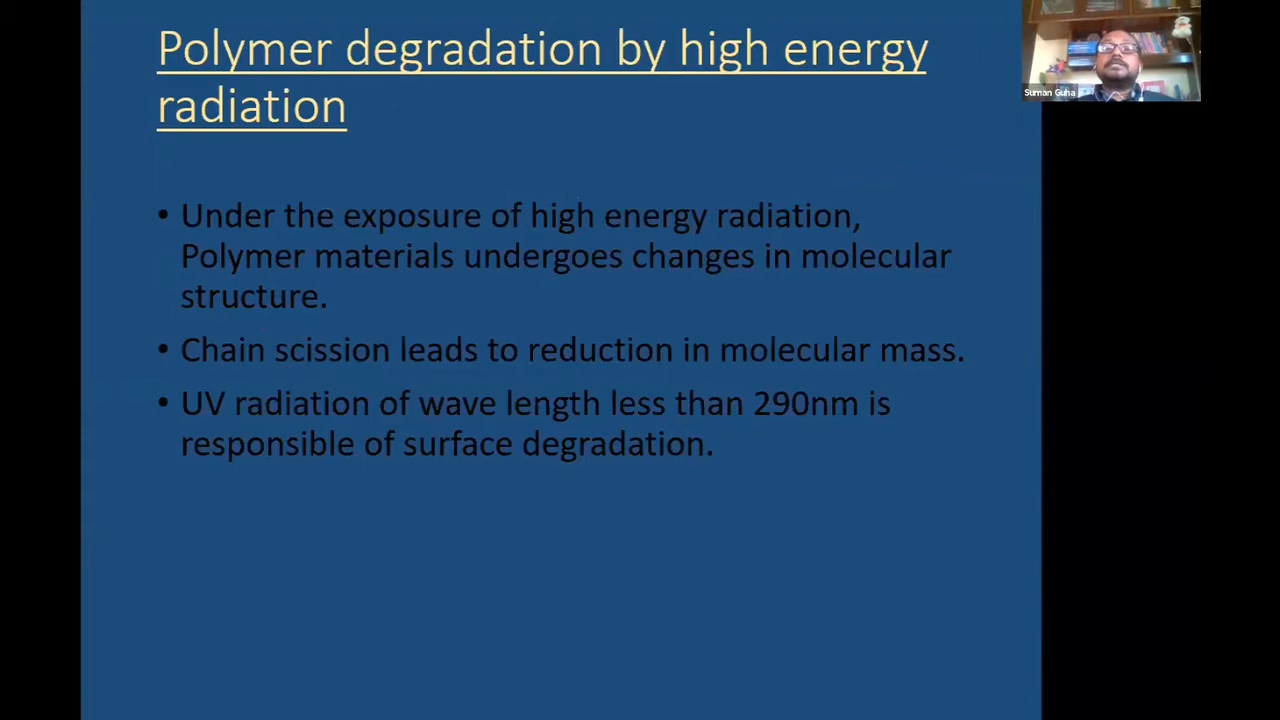 Polymer degradation by high energy
radiation
Suman Guha
• Under the exposure of high energy radiation,
Polymer materials undergoes changes in molecular
structure.
• Chain scission leads to reduction in molecular mass.
• UV radiation of wave length less than 290nm is
responsible of surface degradation.